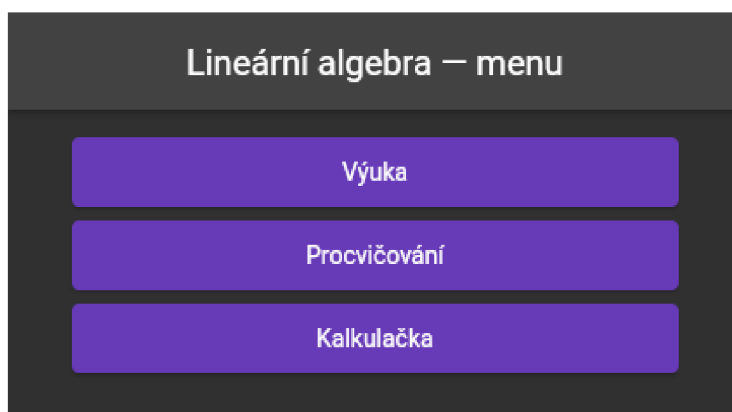 Lineární algebra — menu
Výuka
Procvičování
Kalkulačka